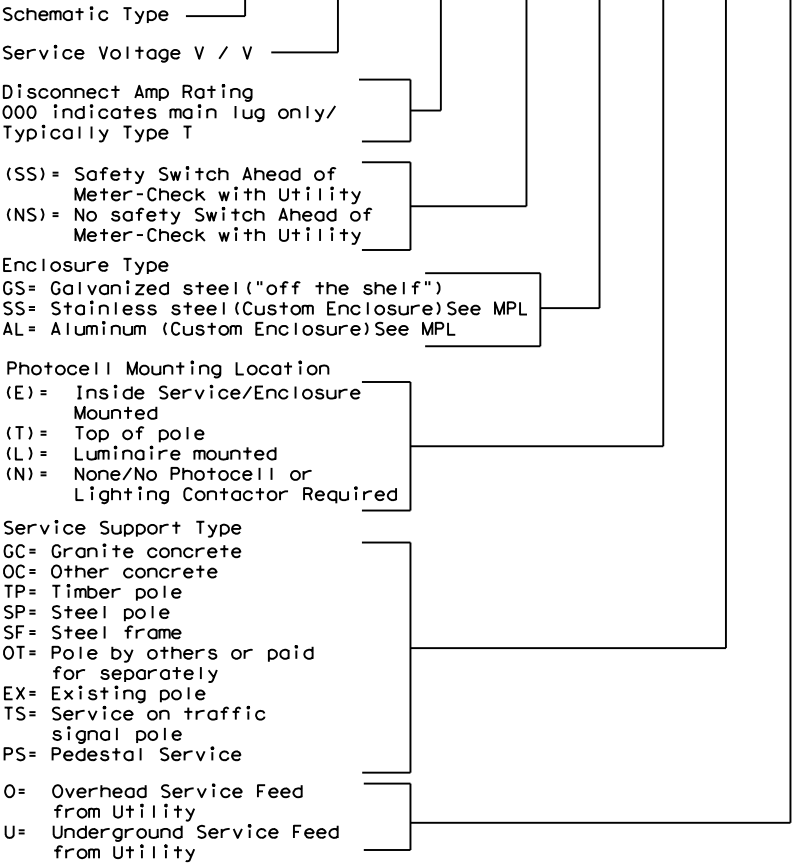 Schematic Type
Service Voltage V / V
Disconnect Amp Rating
000 indicates main lug only/
Typically Type T
(SS)= Safety Switch Ahead of
Meter-Check with Utility
(NS)= No safety Switch Ahead of
Meter-Check with Utility
Enclosure Type
GS= Galvanized steel("off the shelf")
SS= Stainless steel(Custom Enclosure)See MPL
AL= Aluminum (Custom Enclosure)See MPL
Photocell Mounting Location
(E)= Inside Service/Enclosure
Mounted
(T)= Top of pole
(L)= Luminaire mounted
(N)= None/No Photocell or
Lighting Contactor Required
Service Support Type
GC= Granite concrete
OC= Other concrete
TP= Timber pole
SP= Steel pole
SF= Steel frame
OT= Pole by others or paid
for separately
EX= Existing pole
TS= Service on traffic
signal pole
PS= Pedestal Service
O= Overhead Service Feed
from Utility
U= Underground Service Feed
from Utility